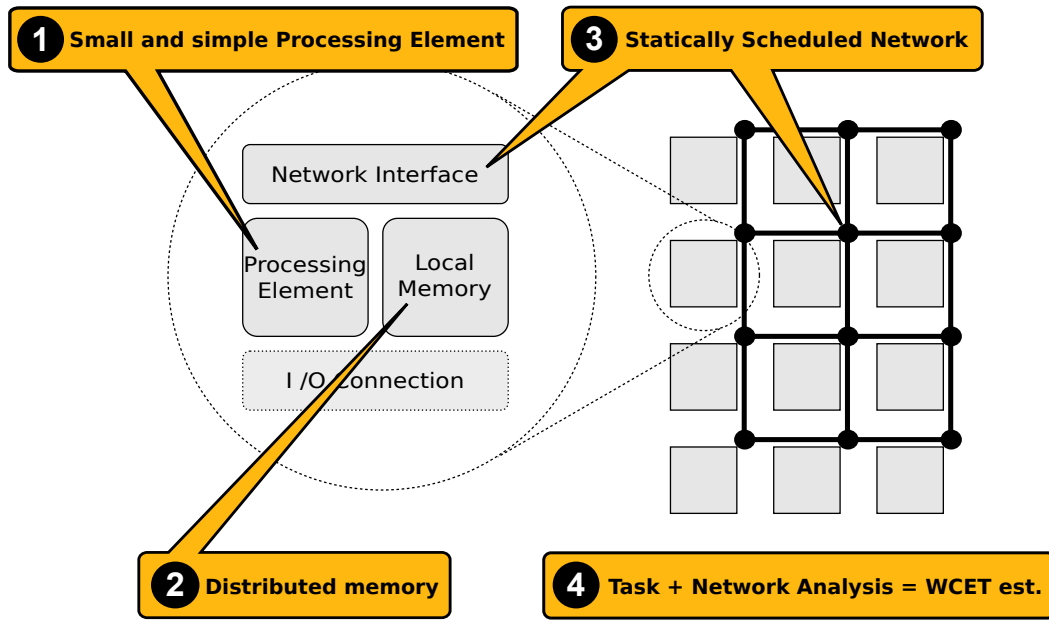 1 Small and simple Processing Element
3 Statically Scheduled Network
Network Interface
Processing
Element
Local
Memory
I /O Connection
2 Distributed memory
4 Task + Network Analysis = WCET est.